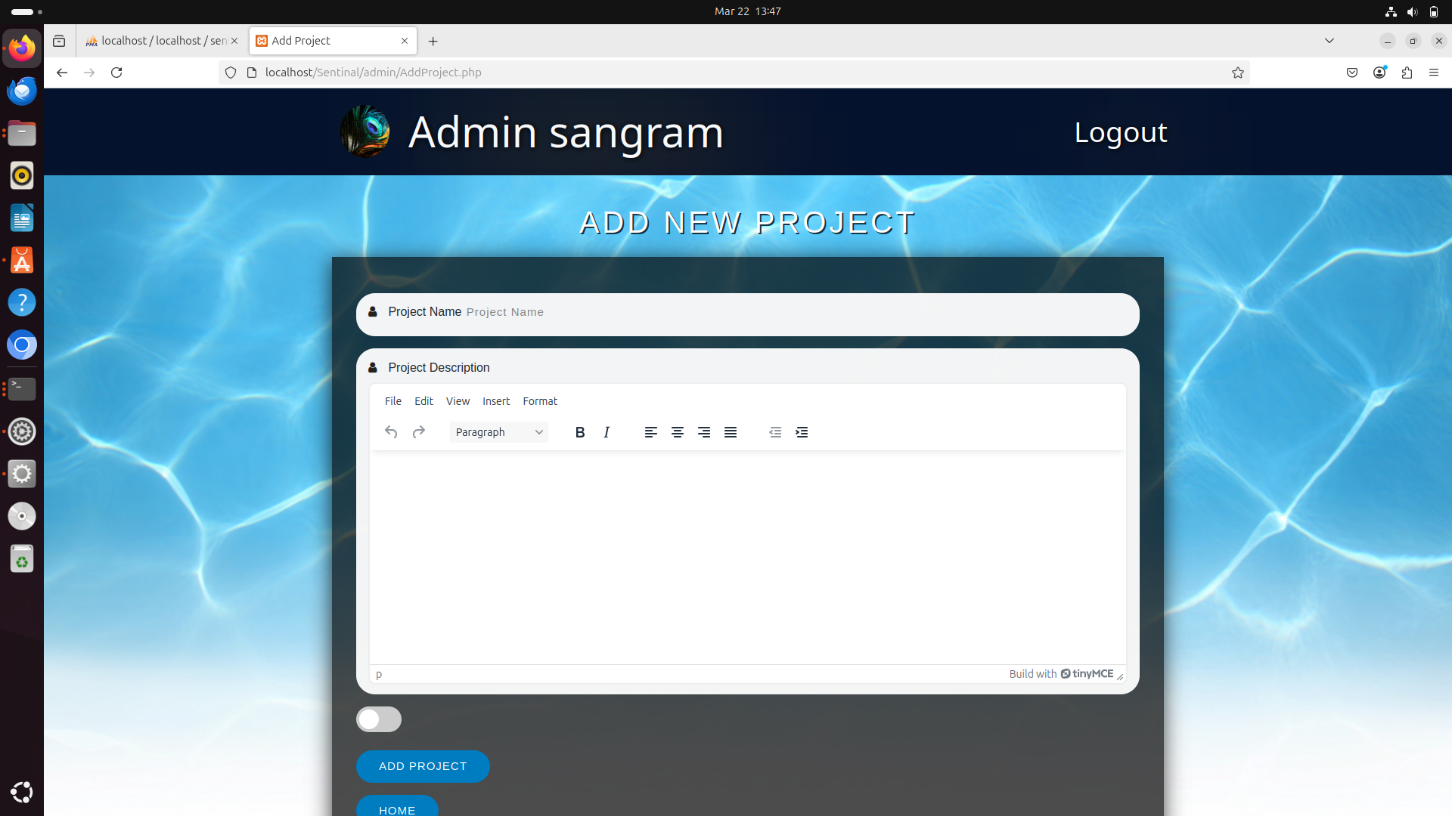 Mar 22 13:47
localhost / localhost / sen
Add Project
localhost/Sentinal/admin/AddProject.php
Admin sangram
Logout
ADD NEW PROJECT
Project Name Project Name
Project Description
File Edit View Insert Format
Paragraph B I
p
Build with tinyMCE
ADD PROJECT
HOME